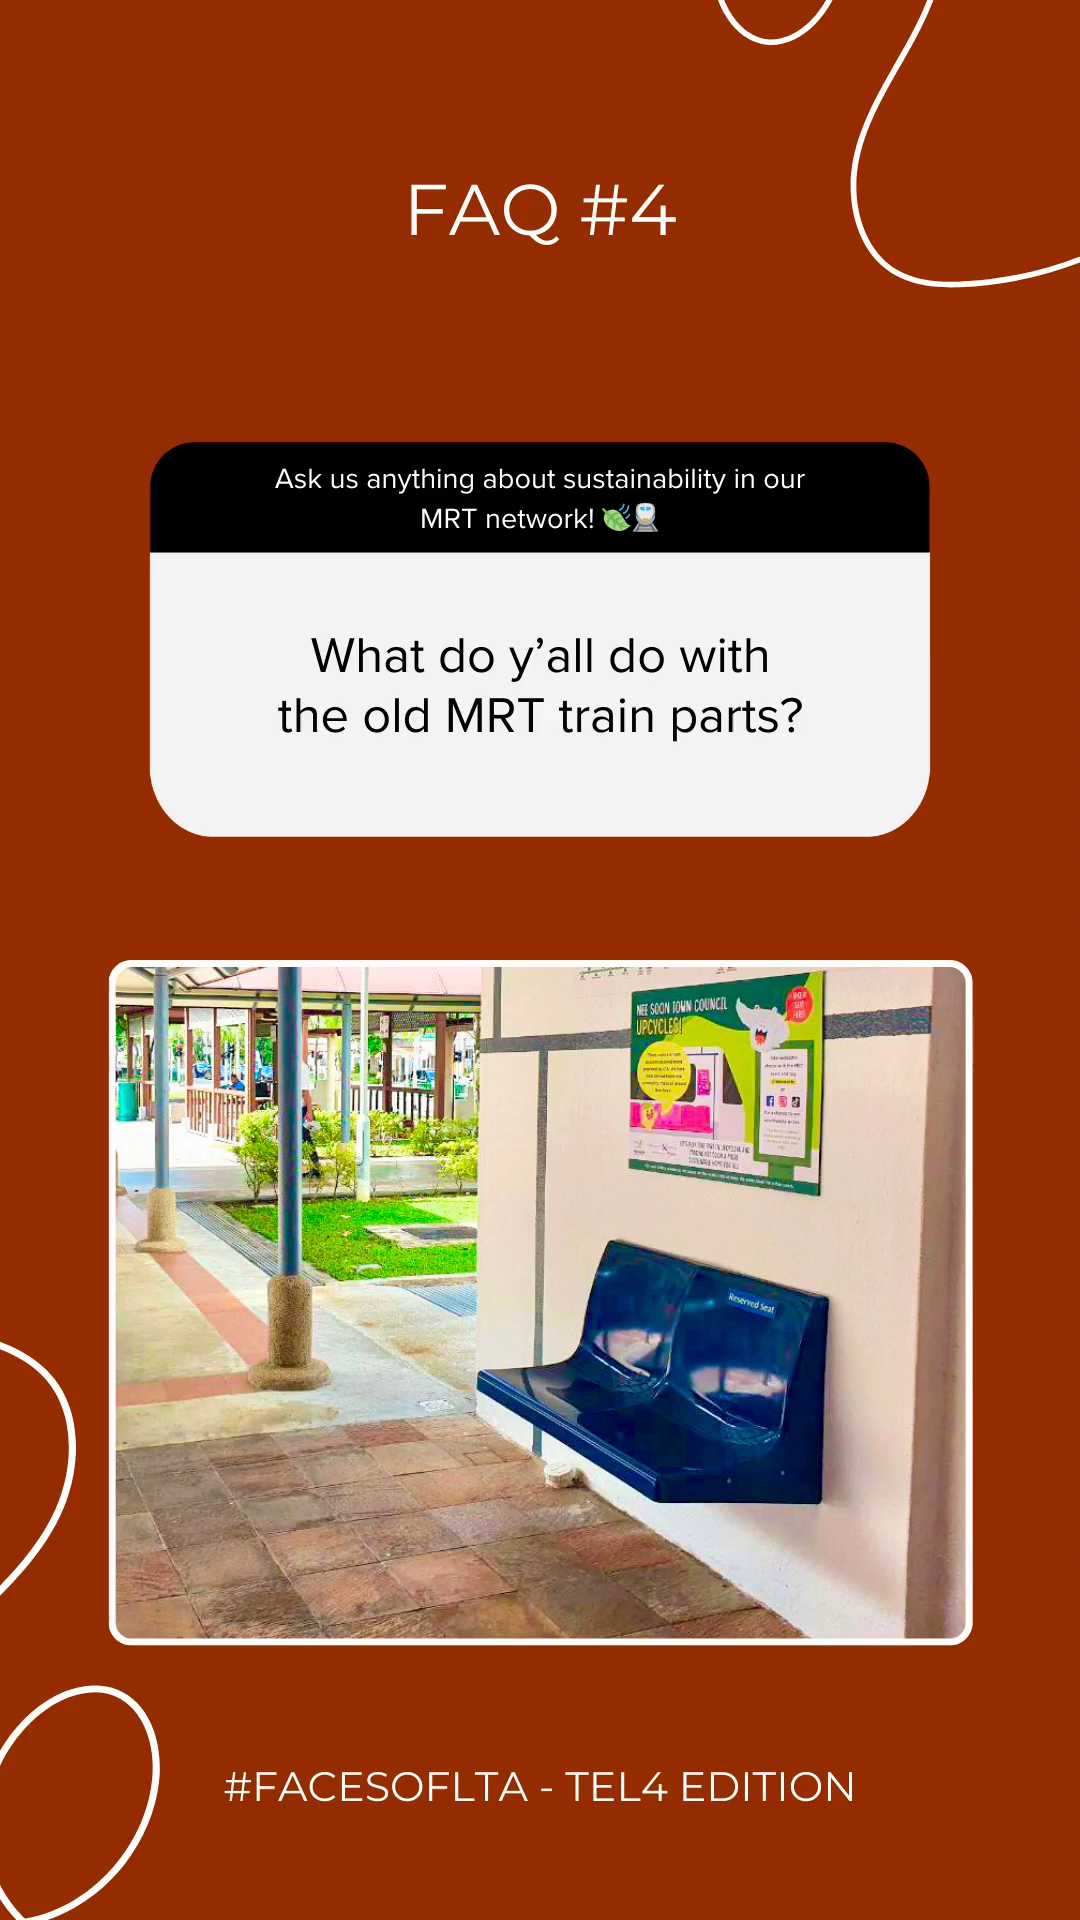 FAQ #4
Ask us anything about sustainability in our
MRT network!
What do y'all do with
the old MRT train parts?
NEE SOON TOWN COUNCIL
UPCYCLES!
Reserved Seat
#FACESOFLTA - TEL4 EDITION